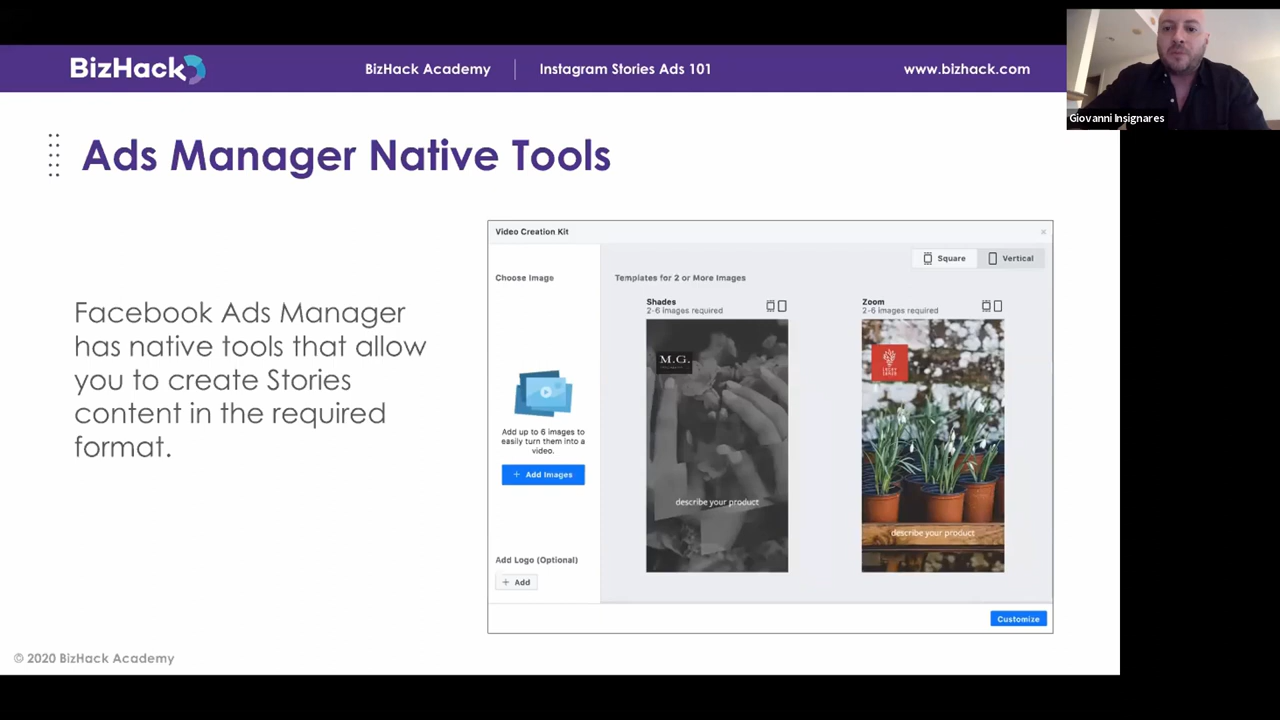 BizHack
BizHack Academy
Instagram Stories Ads 101
www.bizhack.com
Giovanni Insignares
Ads Manager Native Tools
Facebook Ads Manager
has native tools that allow
you to create Stories
content in the required
format.
Video Creation Kit
Square
Vertical
Choose Image
Templates for 2 or More Images
Shades
2-6 images required
Zoom
2-6 images required
M.G.
Add up to 6 images to
easily turn them into a
video.
+ Add Images
describe your product
describe your product
Add Logo (Optional)
+ Add
Customize
© 2020 BizHack Academy